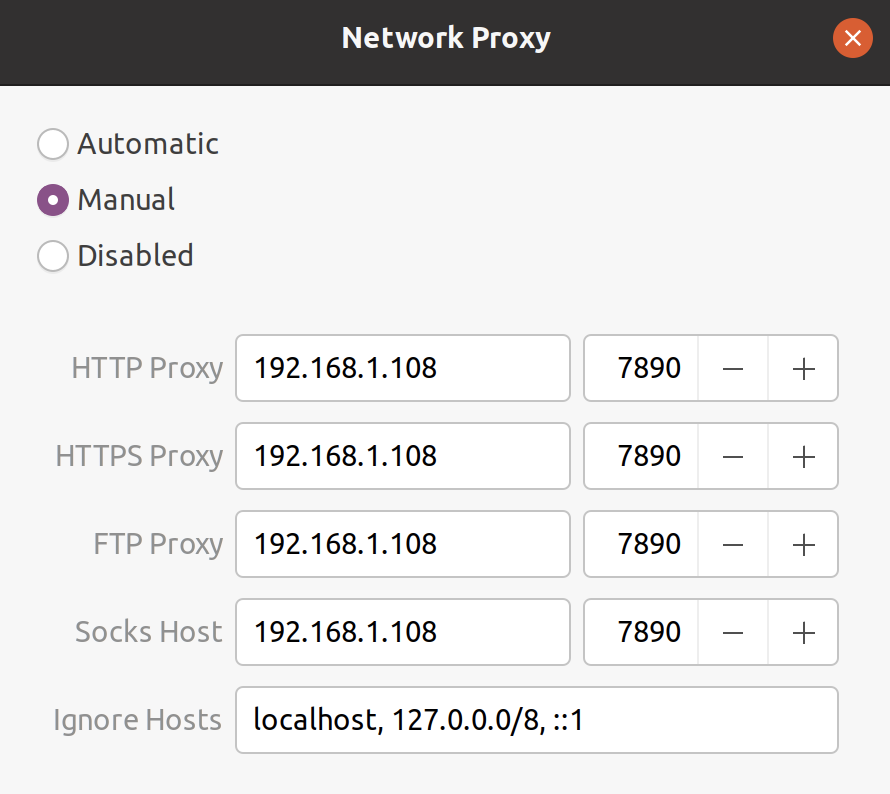 Network Proxy
Automatic
Manual
Disabled
HTTP Proxy 192.168.1.108 7890
HTTPS Proxy 192.168.1.108 7890
FTP Proxy 192.168.1.108 7890
Socks Host 192.168.1.108 7890
Ignore Hosts localhost, 127.0.0.0/8, ::1